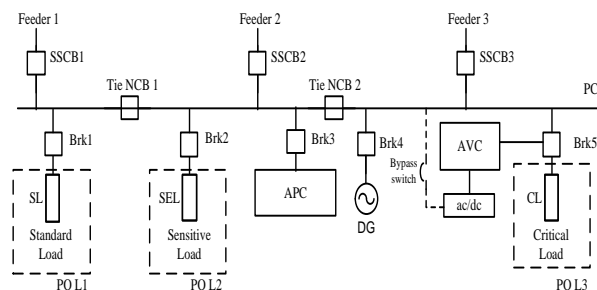 Feeder 1
Feeder 2
Feeder 3
SSCB1
SSCB2
SSCB3
Tie NCB 1
Tie NCB 2
PC
Brk1
Brk2
Brk3
Brk4
Brk5
AVC
Bypass
switch
SL
SEL
APC
ac/dc
CL
DG
Standard
Load
Sensitive
Load
Critical
Load
PO L1
PO L2
PO L3